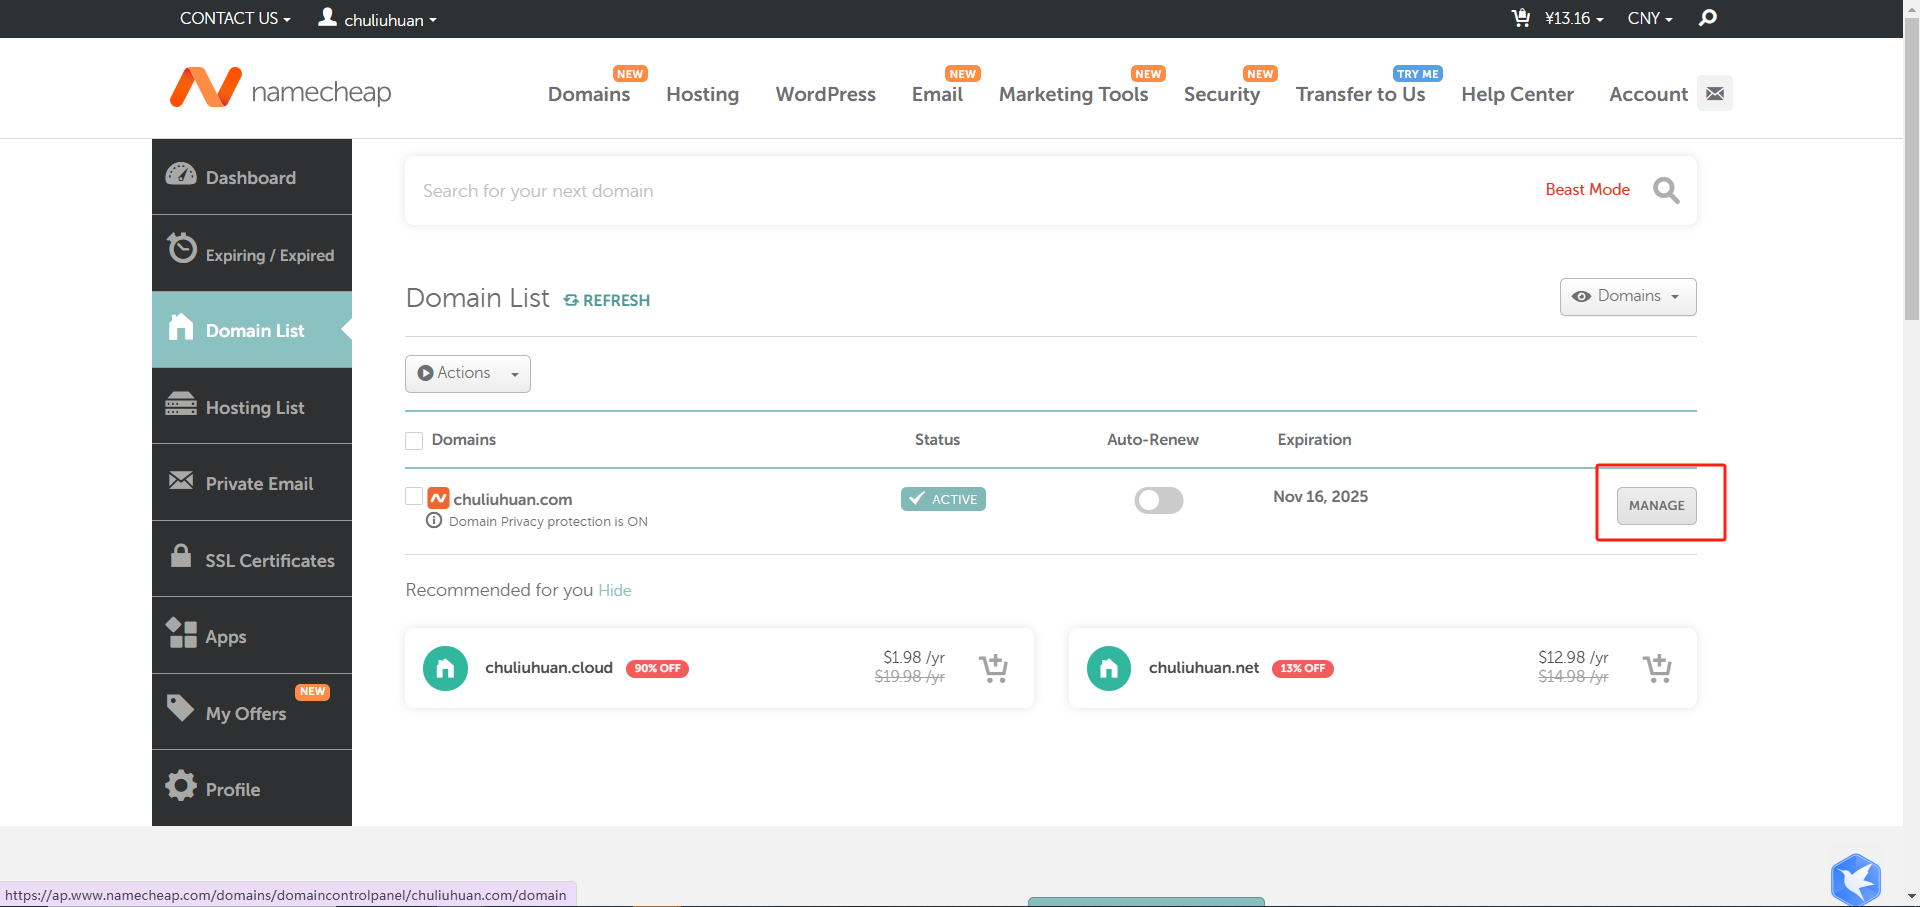 CONTACT US
chuliuhuan
¥13.16
CNY
namecheap
Domains NEW
Hosting
WordPress
Email NEW
Marketing Tools NEW
Security NEW
Transfer to Us TRY ME
Help Center
Account
Dashboard
Expiring / Expired
Domain List
Hosting List
Private Email
SSL Certificates
Apps
My Offers NEW
Profile
Search for your next domain
Beast Mode
Domain List
REFRESH
Domains
Actions
Domains Status Auto-Renew Expiration
chuliuhuan.com ACTIVE Nov 16, 2025 MANAGE
Domain Privacy protection is ON
Recommended for you Hide
chuliuhuan.cloud 90% OFF
$1.98 /yr
$19.98 /yr
chuliuhuan.net 13% OFF
$12.98 /yr
$14.98 /yr
https://ap.www.namecheap.com/domains/domaincontrolpanel/chuliuhuan.com/domain